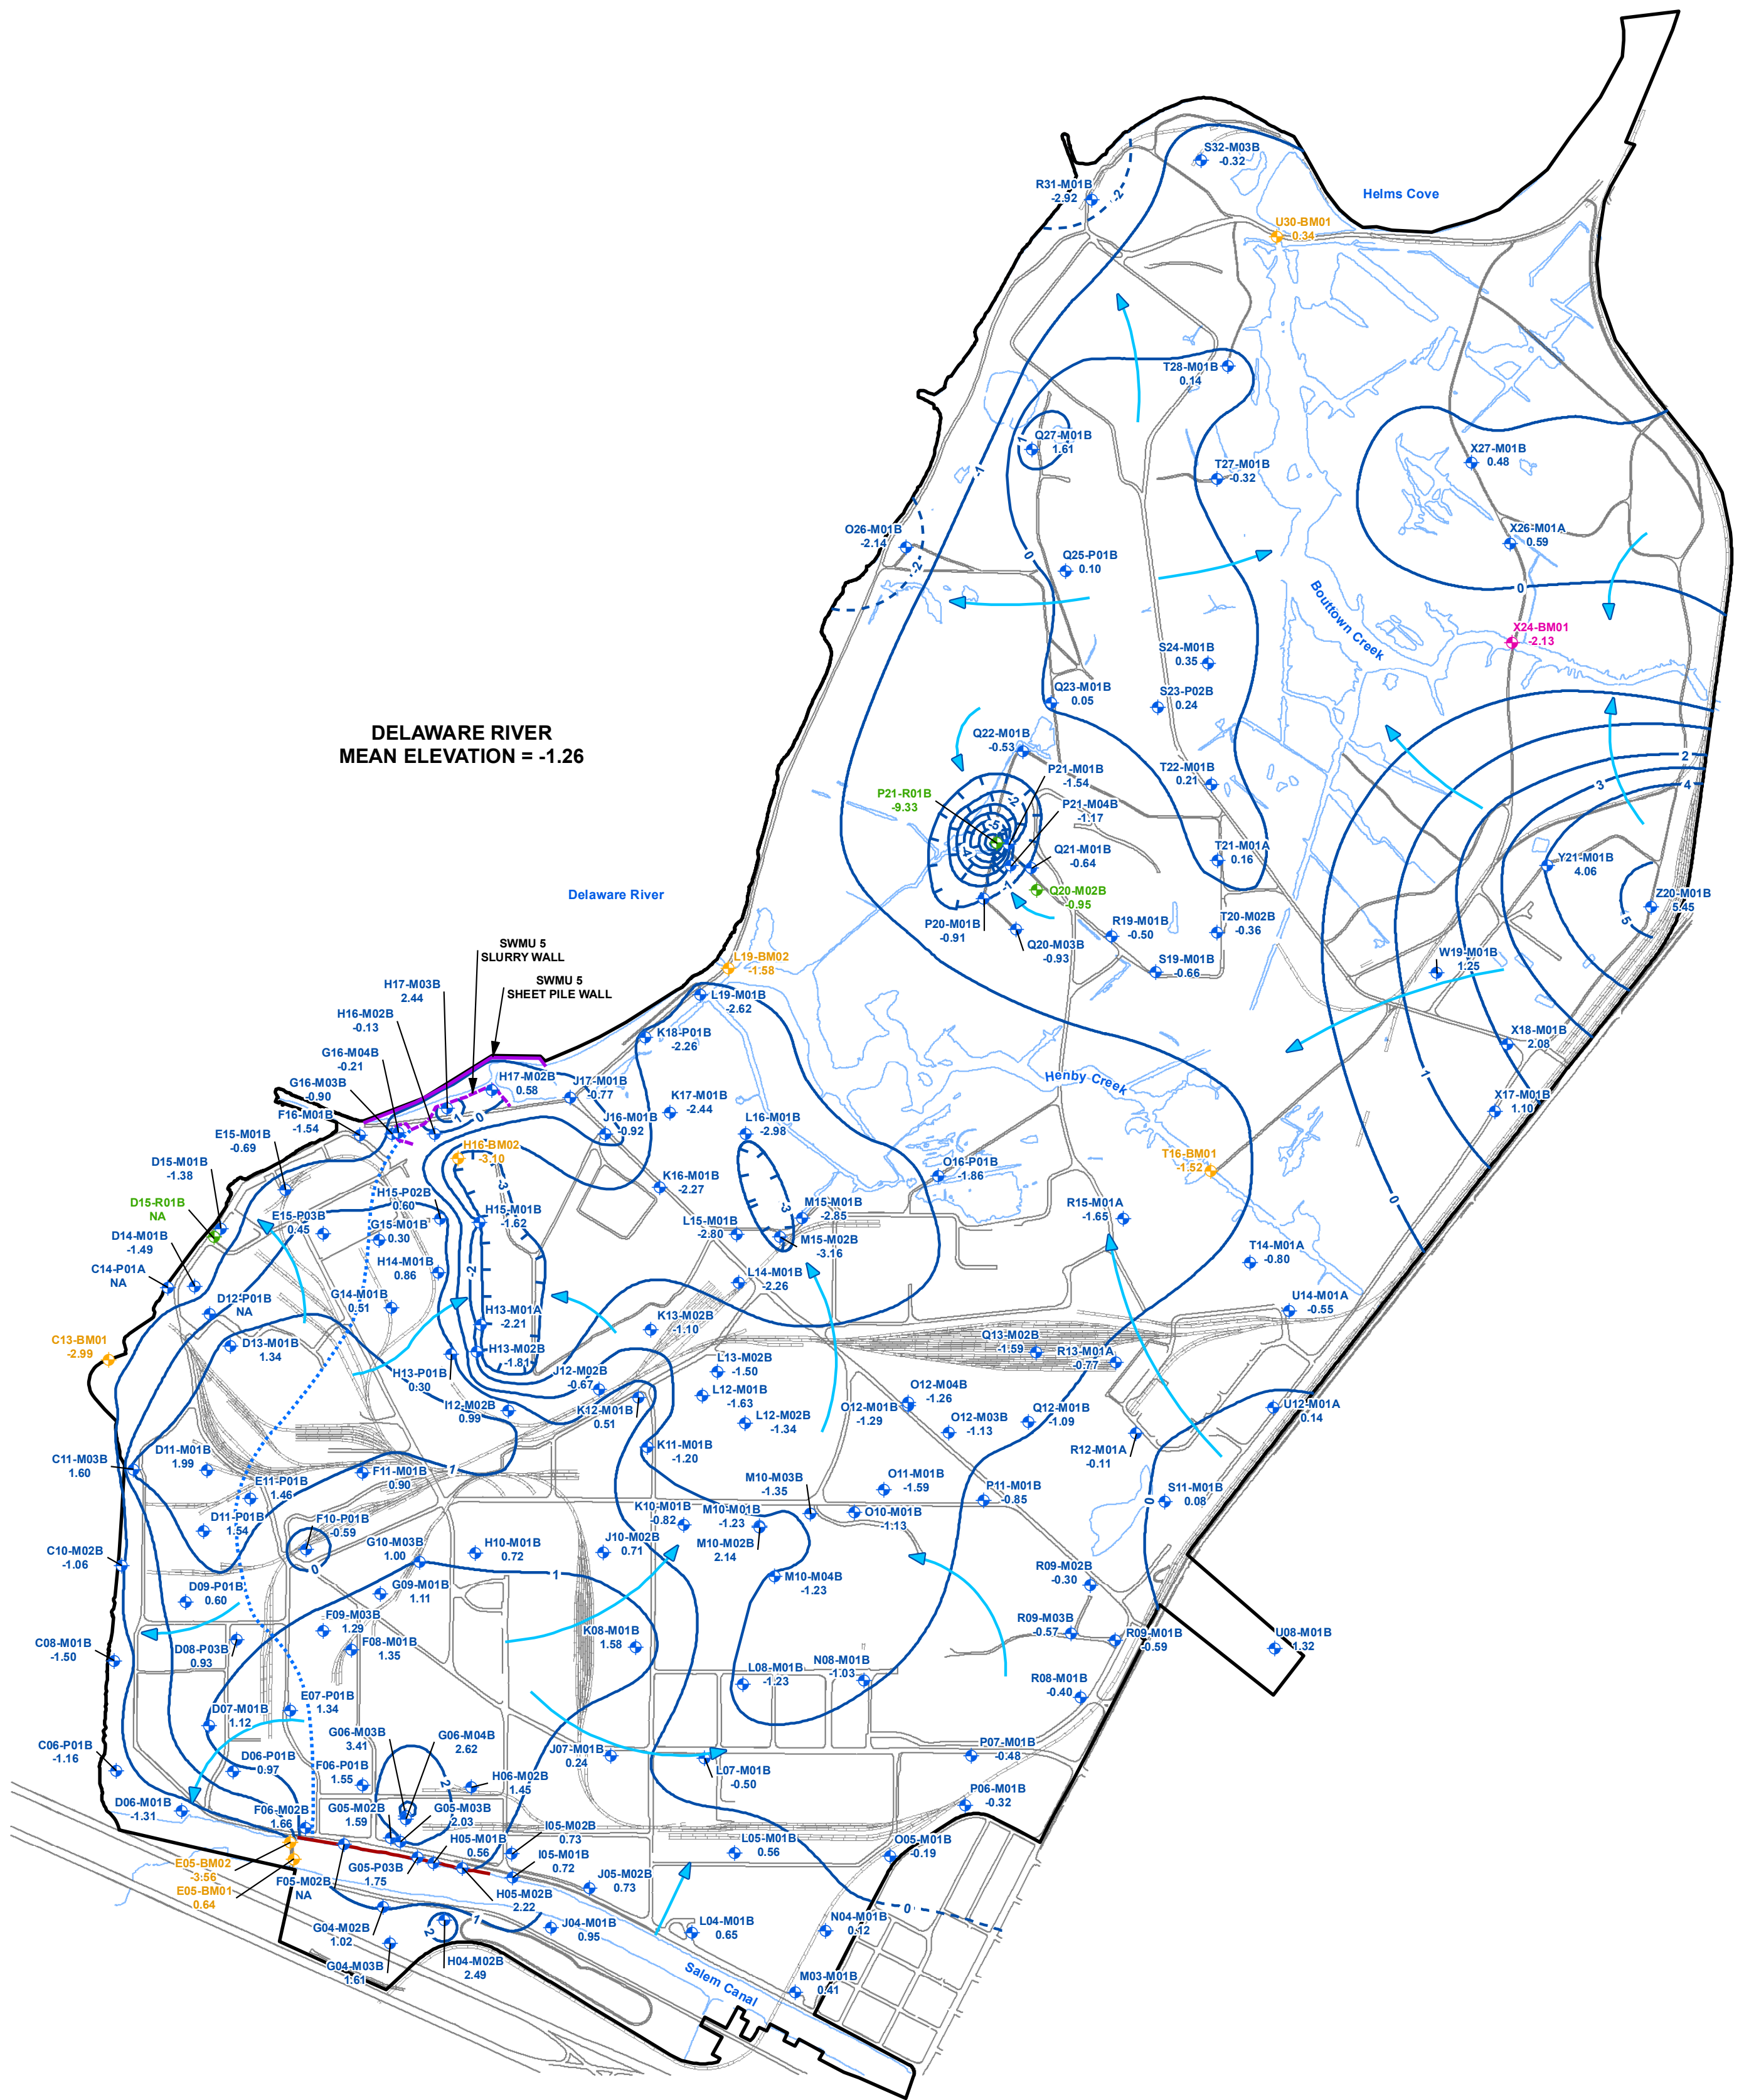 S32-M03B
-0.32
R31-M01B
-2.92
-2
Helms Cove
U30-BM01
0.34
T28-M01B
0.14
Q27-M01B
1.61
1
-1
T27-M01B
-0.32
X27-M01B
0.48
O26-M01B
-2.14
-2
0
Q25-P01B
0.10
X26-M01A
0.59
0
Bouttown Creek
X24-BM01
-2.13
S24-M01B
0.35
Q23-M01B
0.05
S23-P02B
0.24
DELAWARE RIVER
MEAN ELEVATION = -1.26
Q22-M01B
-0.53
P21-M01B
-1.54
T22-M01B
0.21
2
3
4
P21-R01B
-9.33
-2
P21-M04B
-1.17
-5
Q21-M01B
-0.64
T21-M01A
0.16
Y21-M01B
4.06
-1
Q20-M02B
-0.95
Z20-M01B
5.45
5
Delaware River
P20-M01B
-0.91
Q20-M03B
-0.93
R19-M01B
-0.50
T20-M02B
-0.36
S19-M01B
-0.66
W19-M01B
1.25
SWMU 5
SLURRY WALL
SWMU 5
SHEET PILE WALL
L19-BM02
-1.58
L19-M01B
-2.62
H17-M03B
2.44
H16-M02B
-0.13
G16-M04B
-0.21
G16-M03B
-0.90
F16-M01B
-1.54
K18-P01B
-2.26
X18-M01B
2.08
H17-M02B
0.58
J17-M01B
-0.77
K17-M01B
-2.44
Henby Creek
1
X17-M01B
1.10
1
0
J16-M01B
-0.92
L16-M01B
-2.98
E15-M01B
-0.69
H16-BM02
-3.10
-3
D15-M01B
-1.38
O16-P01B
-1.86
T16-BM01
-1.52
K16-M01B
-2.27
D15-R01B
NA
H15-P02B
0.60
H15-M01B
-1.62
-3
M15-M01B
-2.85
R15-M01A
-1.65
0
E15-P03B
0.45
G15-M01B
0.30
L15-M01B
-2.80
M15-M02B
-3.16
D14-M01B
-1.49
C14-P01A
NA
H14-M01B
0.86
-2
L14-M01B
-2.26
T14-M01A
-0.80
D12-P01B
NA
G14-M01B
0.51
H13-M01A
-2.21
K13-M02B
-1.10
U14-M01A
-0.55
C13-BM01
-2.99
D13-M01B
1.34
H13-M02B
-1.81
Q13-M02B
-1.59
R13-M01A
-0.77
H13-P01B
0.30
J12-M02B
-0.67
L13-M02B
-1.50
I12-M02B
0.99
K12-M01B
0.51
L12-M01B
-1.63
L12-M02B
-1.34
O12-M01B
-1.29
O12-M04B
-1.26
O12-M03B
-1.13
Q12-M01B
-1.09
U12-M01A
0.14
R12-M01A
-0.11
C11-M03B
1.60
D11-M01B
1.99
F11-M01B
0.90
1
K11-M01B
-1.20
E11-P01B
1.46
M10-M03B
-1.35
O11-M01B
-1.59
P11-M01B
-0.85
0
S11-M01B
0.08
D11-P01B
1.54
F10-P01B
-0.59
0
K10-M01B
-0.82
M10-M01B
-1.23
M10-M02B
2.14
O10-M01B
-1.13
C10-M02B
-1.06
G10-M03B
1.00
H10-M01B
0.72
J10-M02B
0.71
1
M10-M04B
-1.23
R09-M02B
-0.30
D09-P01B
0.60
G09-M01B
1.11
F09-M03B
1.29
F08-M01B
1.35
K08-M01B
1.58
R09-M03B
-0.57
R09-M01B
-0.59
U08-M01B
1.32
C08-M01B
-1.50
D08-P03B
0.93
L08-M01B
-1.23
N08-M01B
-1.03
R08-M01B
-0.40
E07-P01B
1.34
D07-M01B
1.12
G06-M03B
3.41
G06-M04B
2.62
J07-M01B
0.24
L07-M01B
-0.50
P07-M01B
-0.48
C06-P01B
-1.16
D06-P01B
0.97
F06-P01B
1.55
2
H06-M02B
1.45
P06-M01B
-0.32
D06-M01B
-1.31
F06-M02B
1.66
G05-M02B
1.59
G05-M03B
2.03
H05-M01B
0.56
I05-M02B
0.73
I05-M01B
0.72
L05-M01B
0.56
O05-M01B
-0.19
E05-BM02
-3.56
E05-BM01
0.64
F05-M02B
NA
G05-P03B
1.75
H05-M02B
2.22
J05-M02B
0.73
0
G04-M02B
1.02
1
2
J04-M01B
0.95
L04-M01B
0.65
N04-M01B
0.12
G04-M03B
1.61
H04-M02B
2.49
Salem Canal
M03-M01B
0.41